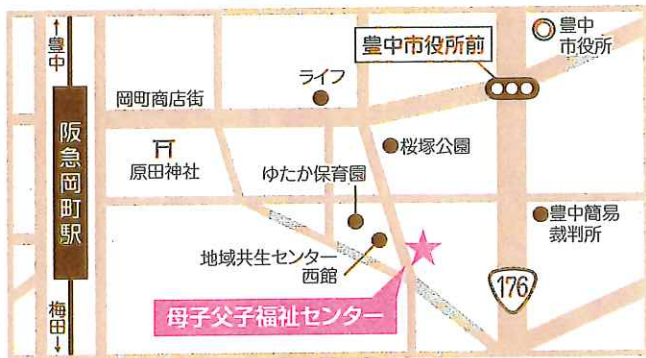 ↑豊中
阪急岡町駅
梅田↓
岡町商店街
ライフ
豊中市役所前
豊中
市役所
原田神社
ゆたか保育園
桜塚公園
地域共生センター
西館
豊中簡易
裁判所
母子父子福祉センター
176